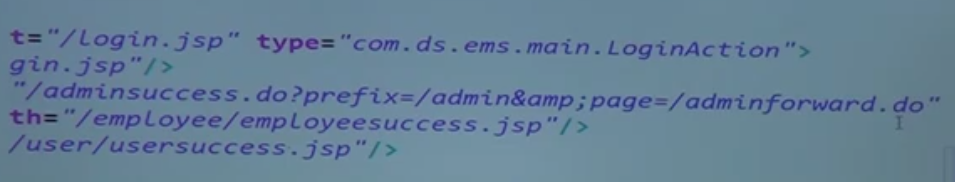 t="/login.jsp" type="com.ds.ems.main.LoginAction">
gin.jsp"/>
"/adminsuccess.do?prefix=/admin&amp;page=/adminforward.do"
th="/employee/employeesuccess.jsp"/>
/user/usersuccess.jsp"/>